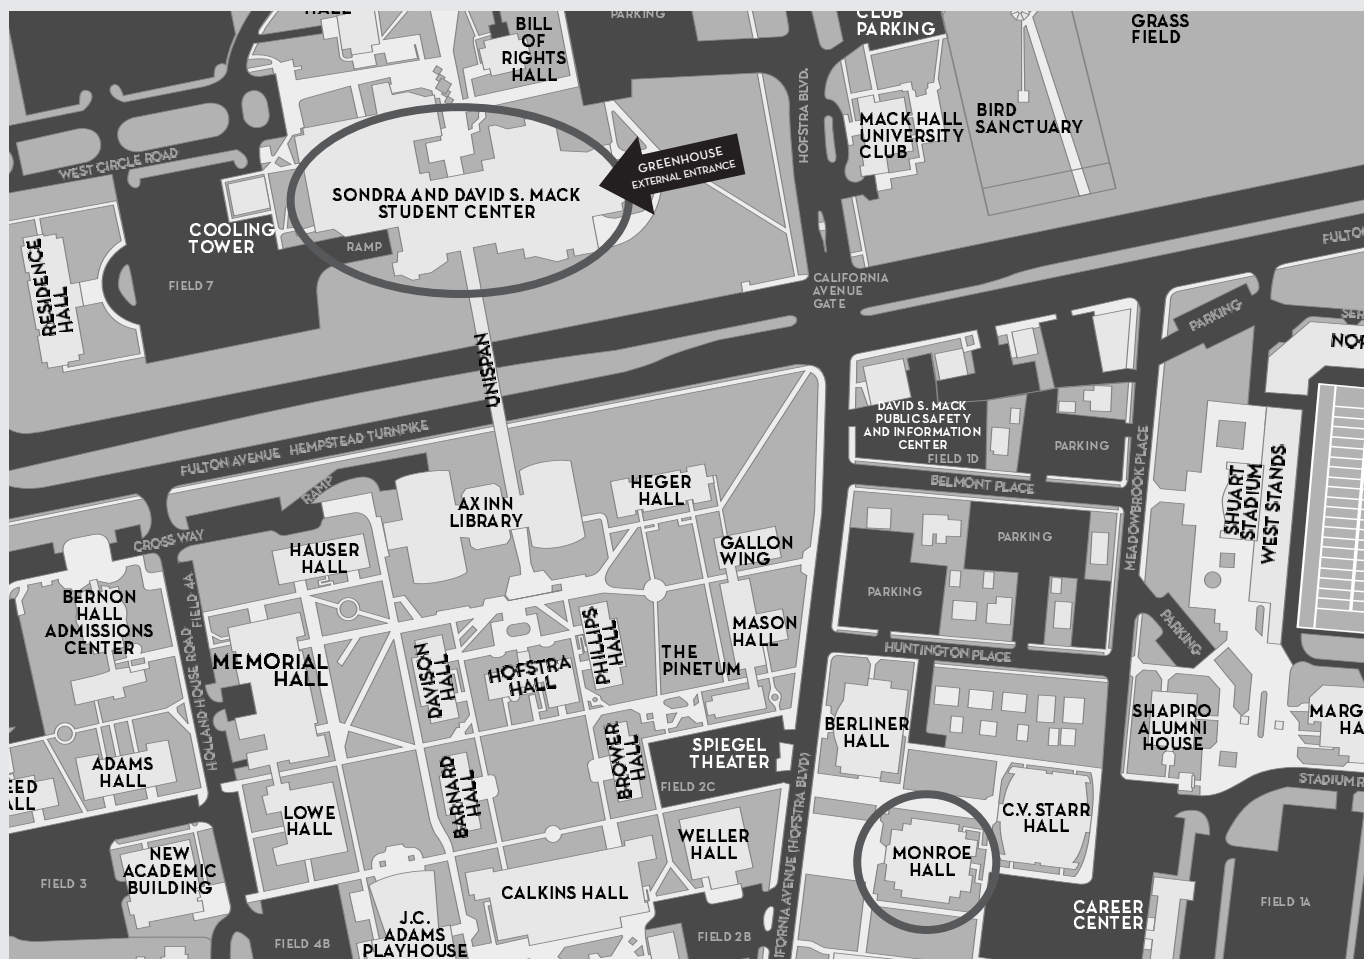 HALL
BILL
OF
RIGHTS
HALL
PARKING
CLUB
PARKING
GRASS
FIELD
HOFSTRA BLVD.
MACK HALL
UNIVERSITY
CLUB
BIRD
SANCTUARY
WEST CIRCLE ROAD
GREENHOUSE
EXTERNAL ENTRANCE
SONDRA AND DAVID S. MACK
STUDENT CENTER
COOLING
TOWER
RAMP
RESIDENCE
HALL
FIELD 7
CALIFORNIA
AVENUE
GATE
UNISPAN
PARKING
FULTON AVENUE HEMPSTEAD TURNPIKE
DAVID S. MACK
PUBLIC SAFETY
AND INFORMATION
CENTER
FIELD 1D
PARKING
BELMONT PLACE
MEADOWBROOK PLACE
SHUART
STADIUM
WEST STANDS
RAMP
AXINN
LIBRARY
HEGER
HALL
CROSS WAY
HAUSER
HALL
GALLON
WING
PARKING
PARKING
BERNON
HALL
ADMISSIONS
CENTER
FIELD 4A
HOLLAND HOUSE ROAD
MEMORIAL
HALL
DAVISON
HALL
HOFSTRA
HALL
PHILLIPS
HALL
THE
PINETUM
MASON
HALL
HUNTINGTON PLACE
PARKING
BERLINER
HALL
SHAPIRO
ALUMNI
HOUSE
STADIUM R
ADAMS
HALL
BARNARD
HALL
BROWER
HALL
SPIEGEL
THEATER
FIELD 2C
LOWE
HALL
WELLER
HALL
C.V. STARR
HALL
MONROE
HALL
NEW
ACADEMIC
BUILDING
FIELD 3
CALKINS HALL
IFORNIA AVENUE (HOFSTRA BLVD)
J.C.
ADAMS
PLAYHOUSE
FIELD 4B
FIELD 2B
CAREER
CENTER
FIELD 1A